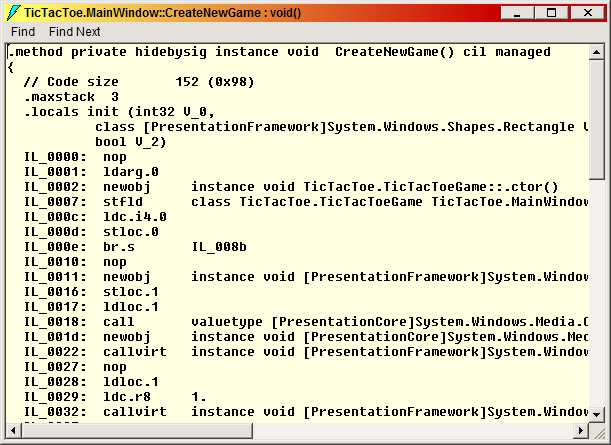 TicTacToe.MainWindow::CreateNewGame : void()
Find Find Next
.method private hidebysig instance void  CreateNewGame() cil managed
{
  // Code size       152 (0x98)
  .maxstack  3
  .locals init (int32 V_0,
           class [PresentationFramework]System.Windows.Shapes.Rectangle V
           bool V_2)
  IL_0000:  nop
  IL_0001:  ldarg.0
  IL_0002:  newobj     instance void TicTacToe.TicTacToeGame::.ctor()
  IL_0007:  stfld      class TicTacToe.TicTacToeGame TicTacToe.MainWindow
  IL_000c:  ldc.i4.0
  IL_000d:  stloc.0
  IL_000e:  br.s       IL_008b
  IL_0010:  nop
  IL_0011:  newobj     instance void [PresentationFramework]System.Window
  IL_0016:  stloc.1
  IL_0017:  ldloc.1
  IL_0018:  call       valuetype [PresentationCore]System.Windows.Media.C
  IL_001d:  newobj     instance void [PresentationCore]System.Windows.Med
  IL_0022:  callvirt   instance void [PresentationFramework]System.Window
  IL_0027:  nop
  IL_0028:  ldloc.1
  IL_0029:  ldc.r8     1.
  IL_0032:  callvirt   instance void [PresentationFramework]System.Window